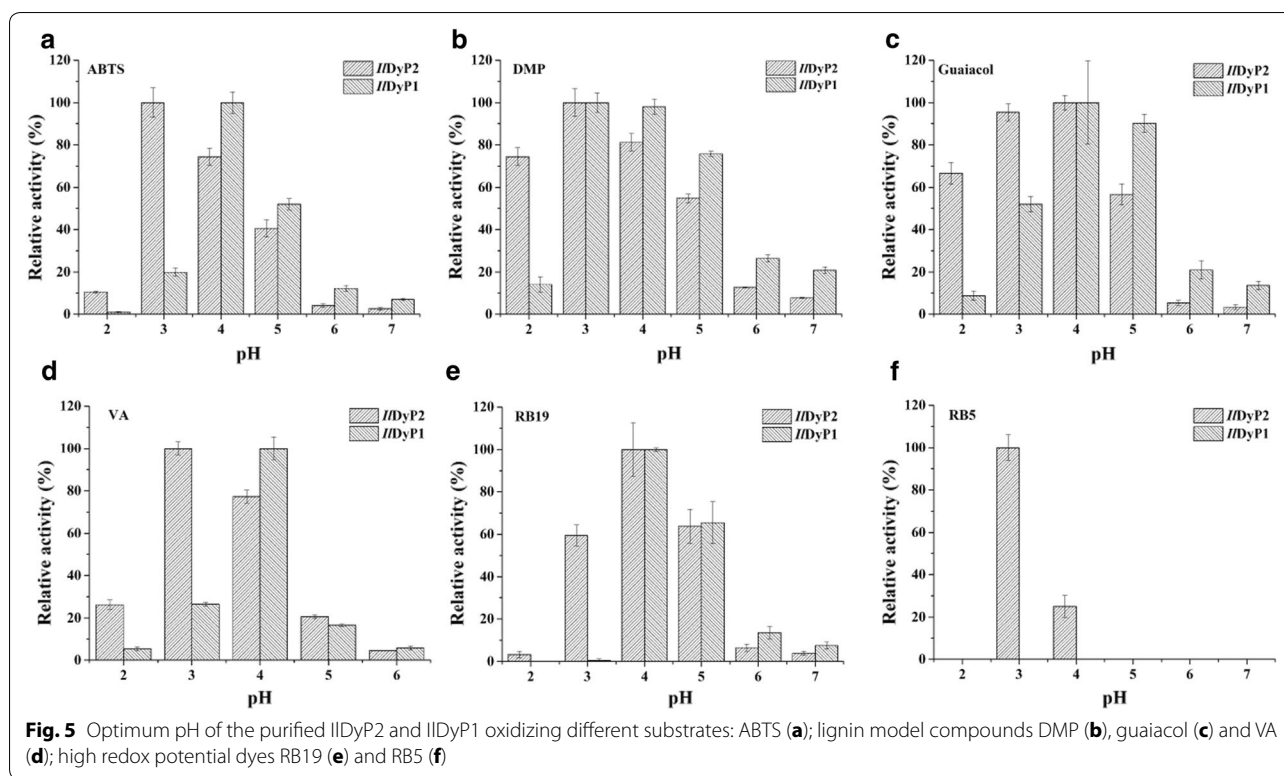 a
ABTS
IlDyP2
IlDyP1
Relative activity (%)
120
100
80
60
40
20
0
2 3 4 5 6 7
pH
b
DMP
IlDyP2
IlDyP1
Relative activity (%)
120
100
80
60
40
20
0
2 3 4 5 6 7
pH
c
Guaiacol
IlDyP2
IlDyP1
Relative activity (%)
120
100
80
60
40
20
0
2 3 4 5 6 7
pH
d
VA
IlDyP2
IlDyP1
Relative activity (%)
120
100
80
60
40
20
0
2 3 4 5 6
pH
e
RB19
IlDyP2
IlDyP1
Relative activity (%)
120
100
80
60
40
20
0
2 3 4 5 6 7
pH
f
RB5
IlDyP2
IlDyP1
Relative activity (%)
120
100
80
60
40
20
0
2 3 4 5 6 7
pH
Fig. 5 Optimum pH of the purified IlDyP2 and IlDyP1 oxidizing different substrates: ABTS (a); lignin model compounds DMP (b), guaiacol (c) and VA
(d); high redox potential dyes RB19 (e) and RB5 (f)